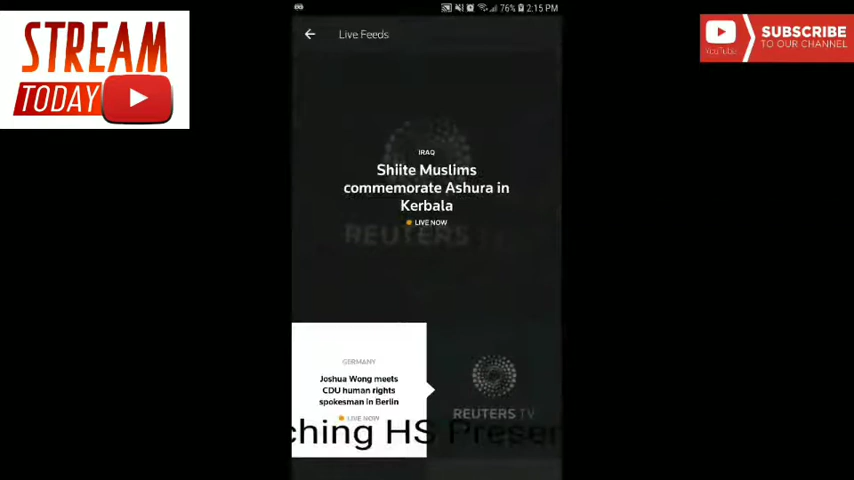 76% 2:15 PM
STREAM
TODAY
YouTube
SUBSCRIBE
TO OUR CHANNEL
Live Feeds
IRAQ
Shiite Muslims
commemorate Ashura in
Kerbala
LIVE NOW
REUTERS
GERMANY
Joshua Wong meets
CDU human rights
spokesman in Berlin
LIVE NOW
REUTERS TV
ching HS Presen